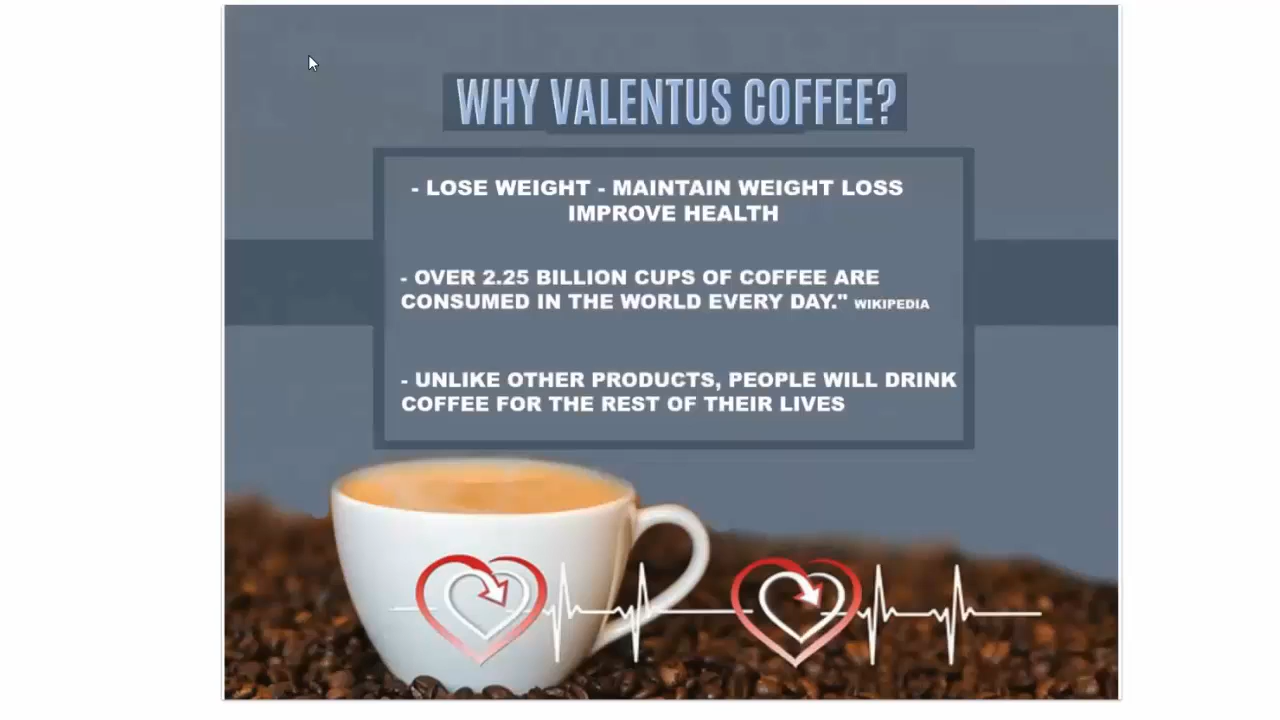 WHY VALENTUS COFFEE?
- LOSE WEIGHT - MAINTAIN WEIGHT LOSS
IMPROVE HEALTH
- OVER 2.25 BILLION CUPS OF COFFEE ARE
CONSUMED IN THE WORLD EVERY DAY." WIKIPEDIA
- UNLIKE OTHER PRODUCTS, PEOPLE WILL DRINK
COFFEE FOR THE REST OF THEIR LIVES